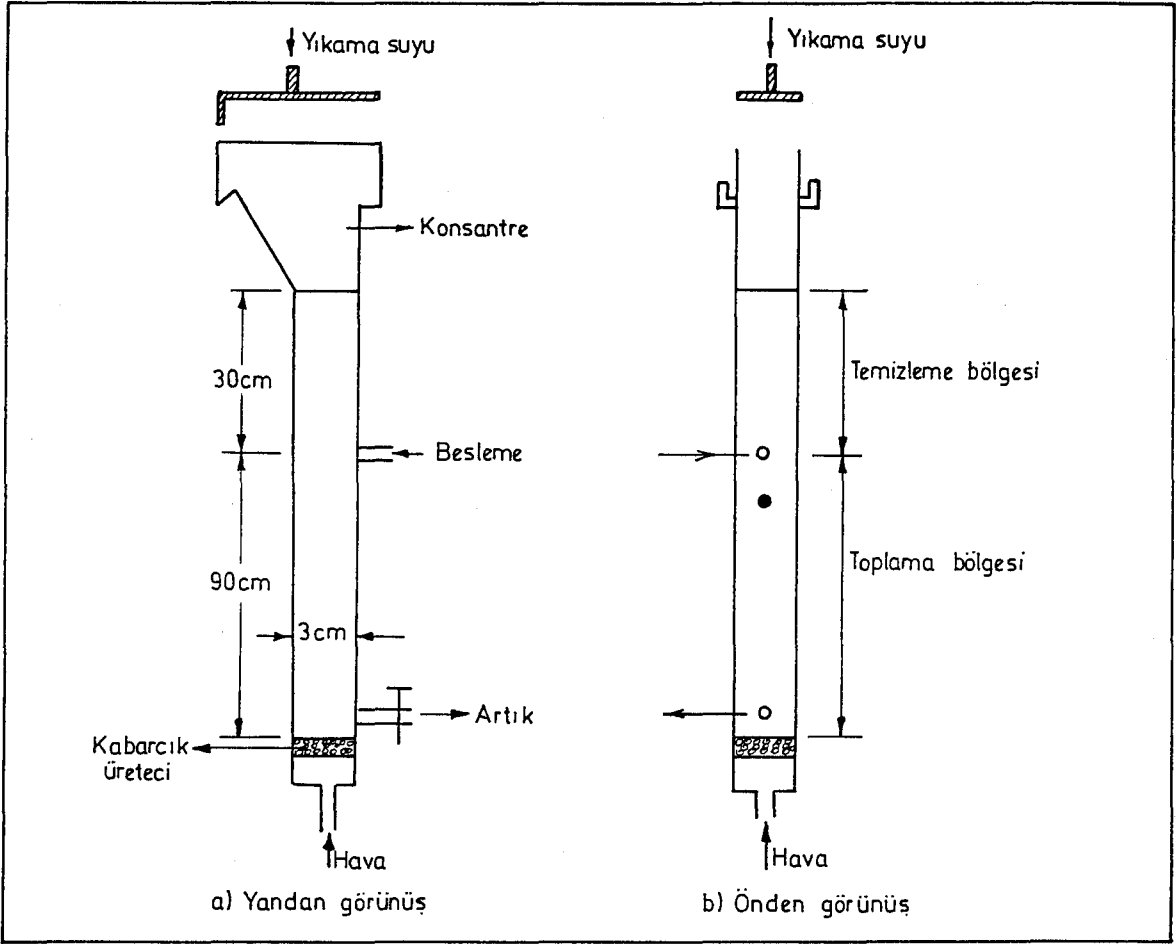 Yıkama suyu
Konsantre
30cm
Besleme
90cm
3cm
Artık
Kabarcık
üreteci
Hava
a) Yandan görünüş
Yıkama suyu
Temizleme bölgesi
Toplama bölgesi
Hava
b) Önden görünüş